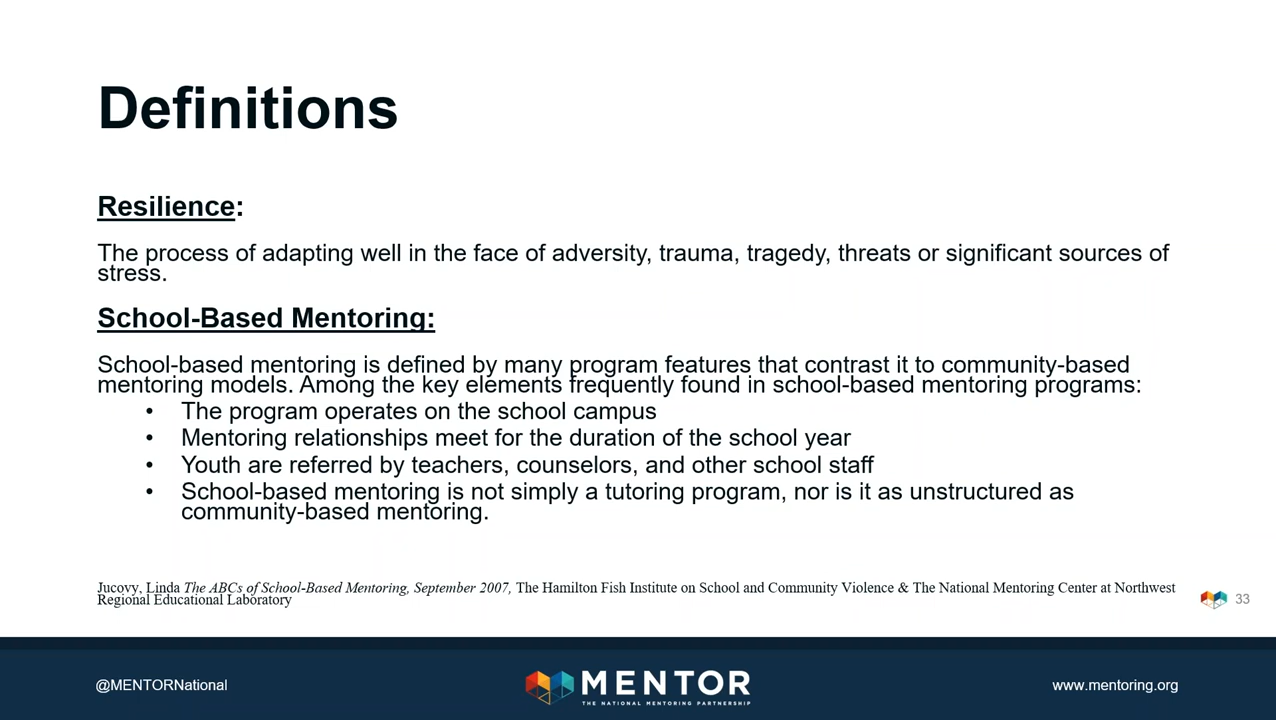 Definitions
Resilience:
The process of adapting well in the face of adversity, trauma, tragedy, threats or significant sources of
stress.
School-Based Mentoring:
School-based mentoring is defined by many program features that contrast it to community-based
mentoring models. Among the key elements frequently found in school-based mentoring programs:
• The program operates on the school campus
• Mentoring relationships meet for the duration of the school year
• Youth are referred by teachers, counselors, and other school staff
• School-based mentoring is not simply a tutoring program, nor is it as unstructured as
community-based mentoring.
Jucovy, Linda The ABCs of School-Based Mentoring, September 2007, The Hamilton Fish Institute on School and Community Violence & The National Mentoring Center at Northwest
Regional Educational Laboratory
33
@MENTORNational
MENTOR
THE NATIONAL MENTORING PARTNERSHIP
www.mentoring.org